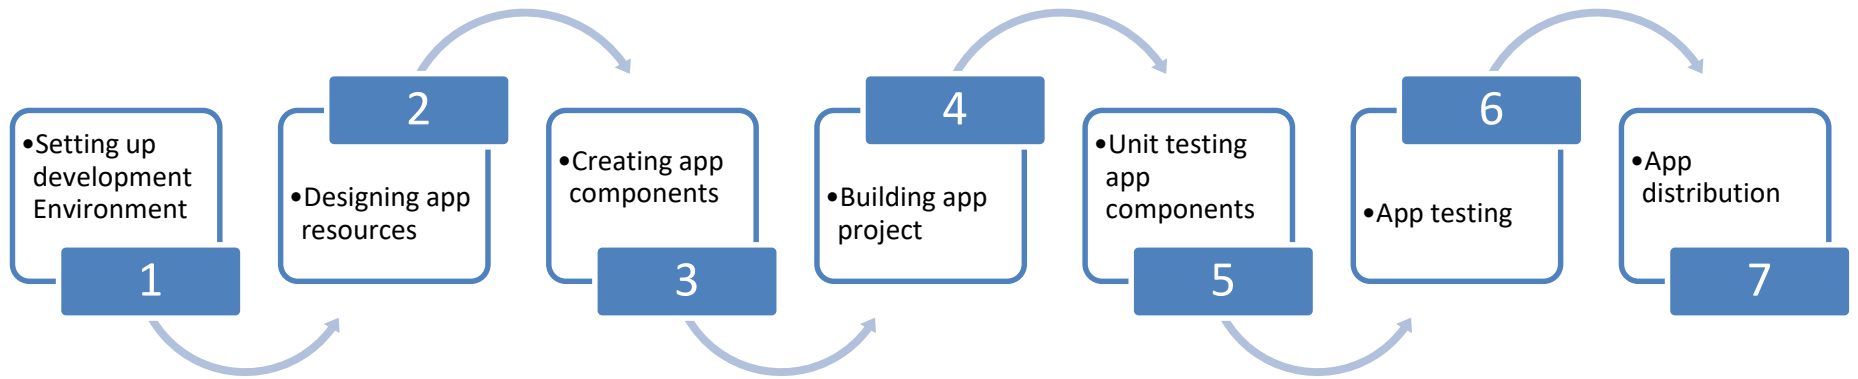 •Setting up
development
Environment
1
2
•Designing app
resources
•Creating app
components
3
4
•Building app
project
•Unit testing
app
components
5
6
•App testing
•App
distribution
7